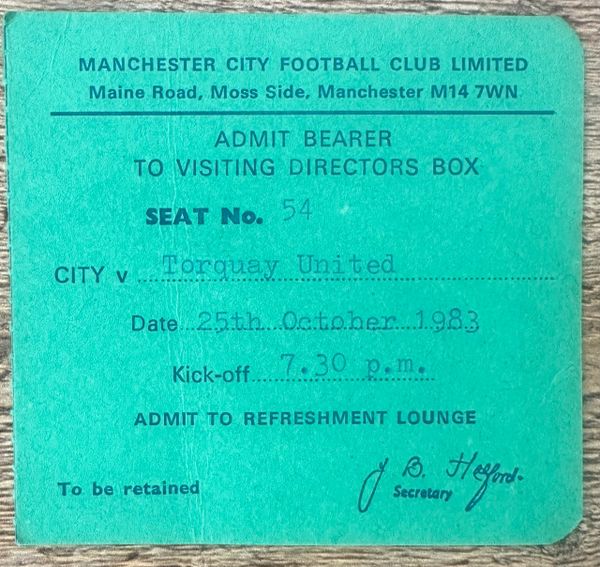 MANCHESTER CITY FOOTBALL CLUB LIMITED
Maine Road, Moss Side, Manchester M14 7WN
ADMIT BEARER
TO VISITING DIRECTORS BOX
SEAT No. 54
CITY v Torquay United
Date 25th October 1983
Kick-off 7.30 p.m.
ADMIT TO REFRESHMENT LOUNGE
To be retained
J. B. Halford.
Secretary